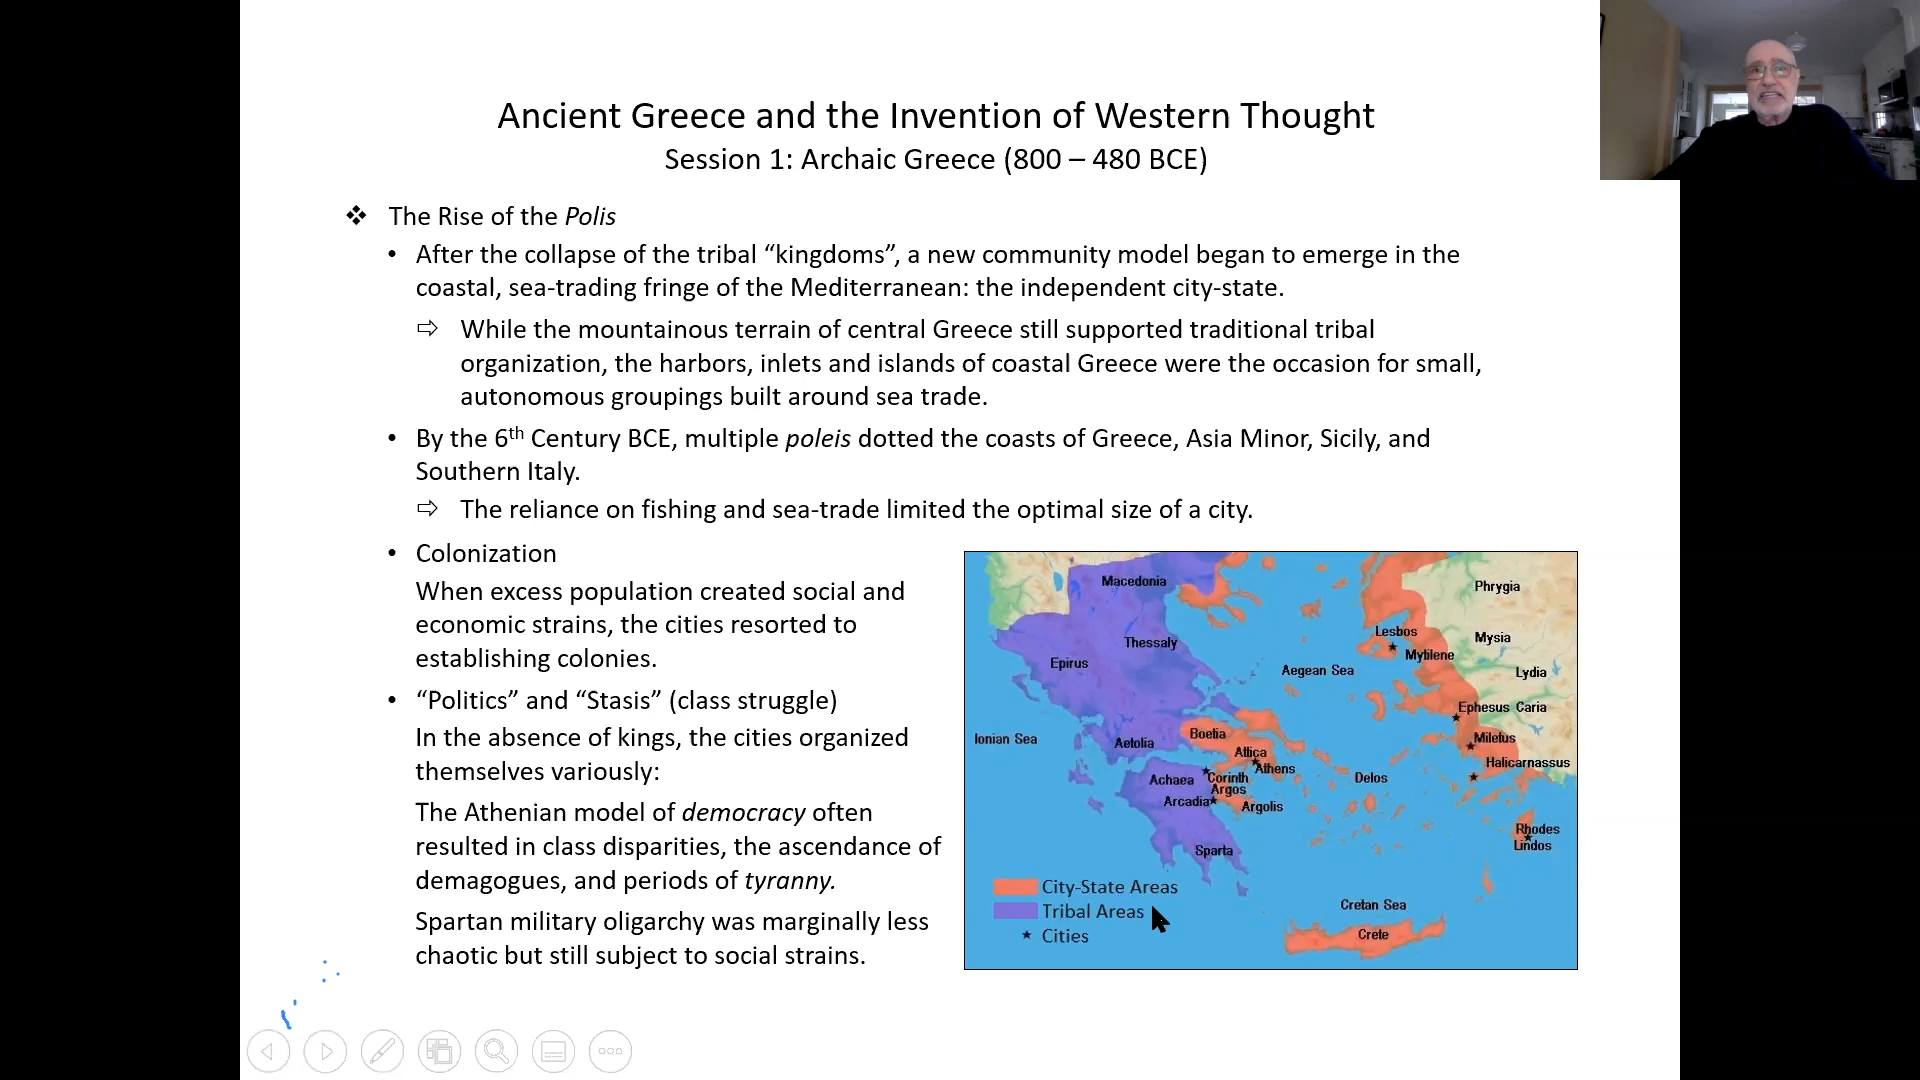 Ancient Greece and the Invention of Western Thought
Session 1: Archaic Greece (800 – 480 BCE)
❖ The Rise of the Polis
• After the collapse of the tribal “kingdoms”, a new community model began to emerge in the
coastal, sea-trading fringe of the Mediterranean: the independent city-state.
⇨ While the mountainous terrain of central Greece still supported traditional tribal
organization, the harbors, inlets and islands of coastal Greece were the occasion for small,
autonomous groupings built around sea trade.
• By the 6th Century BCE, multiple poleis dotted the coasts of Greece, Asia Minor, Sicily, and
Southern Italy.
⇨ The reliance on fishing and sea-trade limited the optimal size of a city.
• Colonization
When excess population created social and
economic strains, the cities resorted to
establishing colonies.
• “Politics” and “Stasis” (class struggle)
In the absence of kings, the cities organized
themselves variously:
The Athenian model of democracy often
resulted in class disparities, the ascendance of
demagogues, and periods of tyranny.
Spartan military oligarchy was marginally less
chaotic but still subject to social strains.
Macedonia
Phrygia
Lesbos
Mysia
Thessaly
Mytilene
Epirus
Aegean Sea
Lydia
Ephesus Caria
Boetia
Ionian Sea
Aetolia
Miletus
Attica
Halicarnassus
Athens
Achaea
Corinth
Delos
Argos
Arcadia
Argolis
Rhodes
Lindos
Sparta
City-State Areas
Cretan Sea
Tribal Areas
Crete
Cities